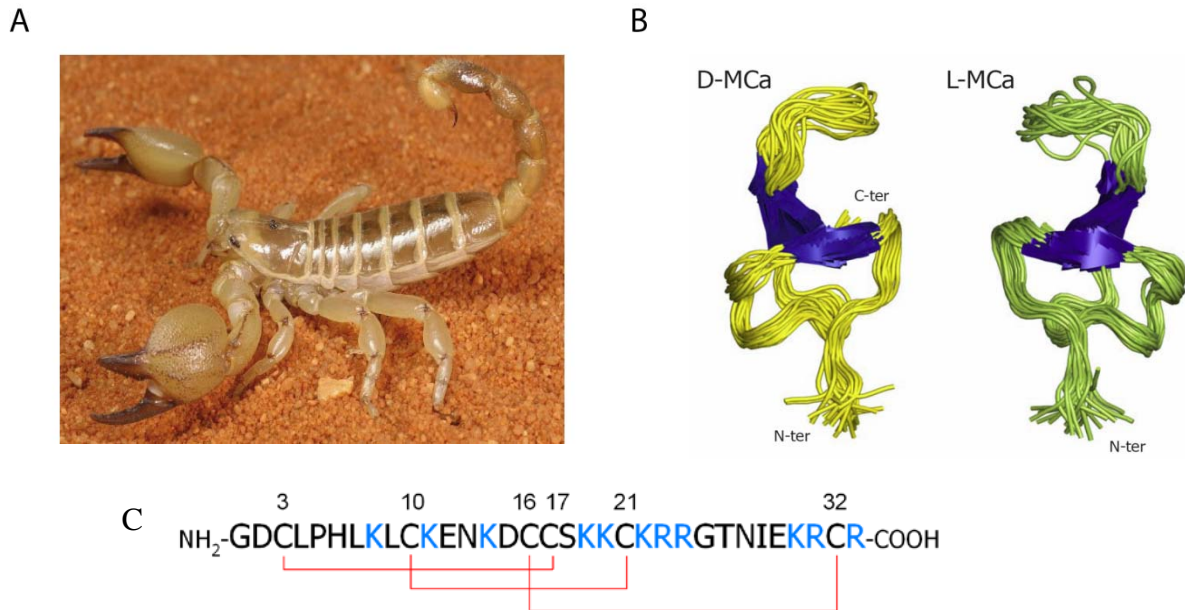 A
B
D-MCa
L-MCa
C-ter
N-ter
N-ter
3 10 16 17 21 32
C
NH2-GDCLPHLKLCKENKDCCSKKCKRRGTNIEKRCR-COOH